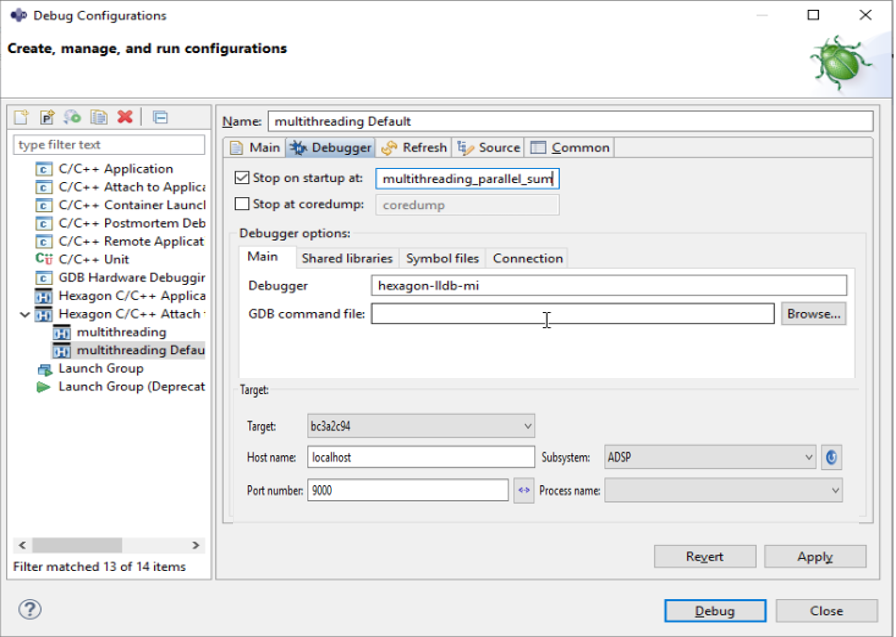 Debug Configurations
Create, manage, and run configurations
type filter text
C/C++ Application
C/C++ Attach to Applica
C/C++ Container Launcl
C/C++ Postmortem Deb
C/C++ Remote Applicat
C/C++ Unit
GDB Hardware Debuggir
Hexagon C/C++ Applica
Hexagon C/C++ Attach
multithreading
multithreading Defau
Launch Group
Launch Group (Deprecat
Filter matched 13 of 14 items
Name: multithreading Default
Main Debugger Refresh Source Common
Stop on startup at: multithreading_parallel_sum
Stop at coredump: coredump
Debugger options:
Main Shared libraries Symbol files Connection
Debugger hexagon-lldb-mi
GDB command file: Browse...
Target:
Target: bc3a2c94
Host name: localhost Subsystem: ADSP
Port number: 9000 Process name:
Revert Apply
Debug Close